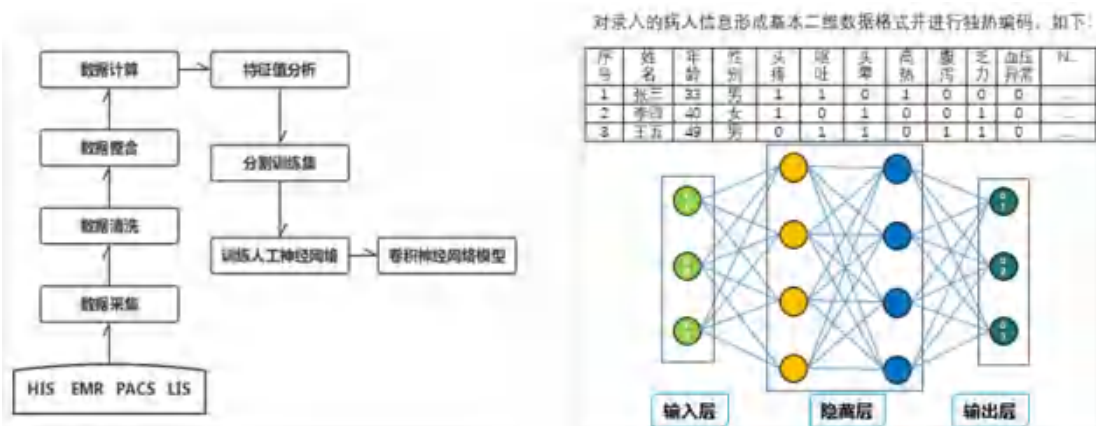 数据计算
特征值分析
数据整合
分割训练集
数据清洗
训练人工神经网络
卷积神经网络模型
数据采集
HIS EMR PACS LIS
对录入的病人信息形成基本二维数据格式并进行独热编码，如下：
序号 姓名 年龄 性别 头疼 呕吐 头晕 高热 腹泻 乏力 血压异常 N...
1 张三 33 男 1 1 0 1 0 0 0 ...
2 李四 40 女 1 0 1 0 0 1 0 ...
3 王五 49 男 0 1 1 0 1 1 0 ...
输入层 隐藏层 输出层